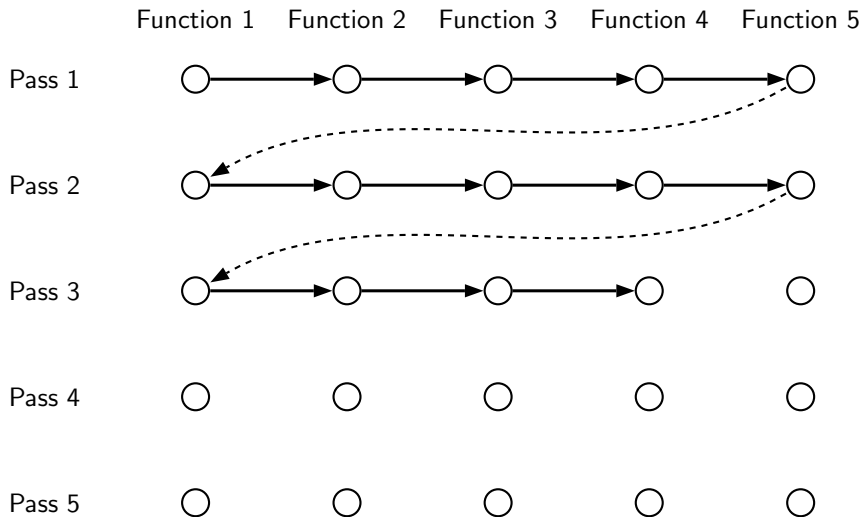 Function 1 Function 2 Function 3 Function 4 Function 5
Pass 1
Pass 2
Pass 3
Pass 4
Pass 5